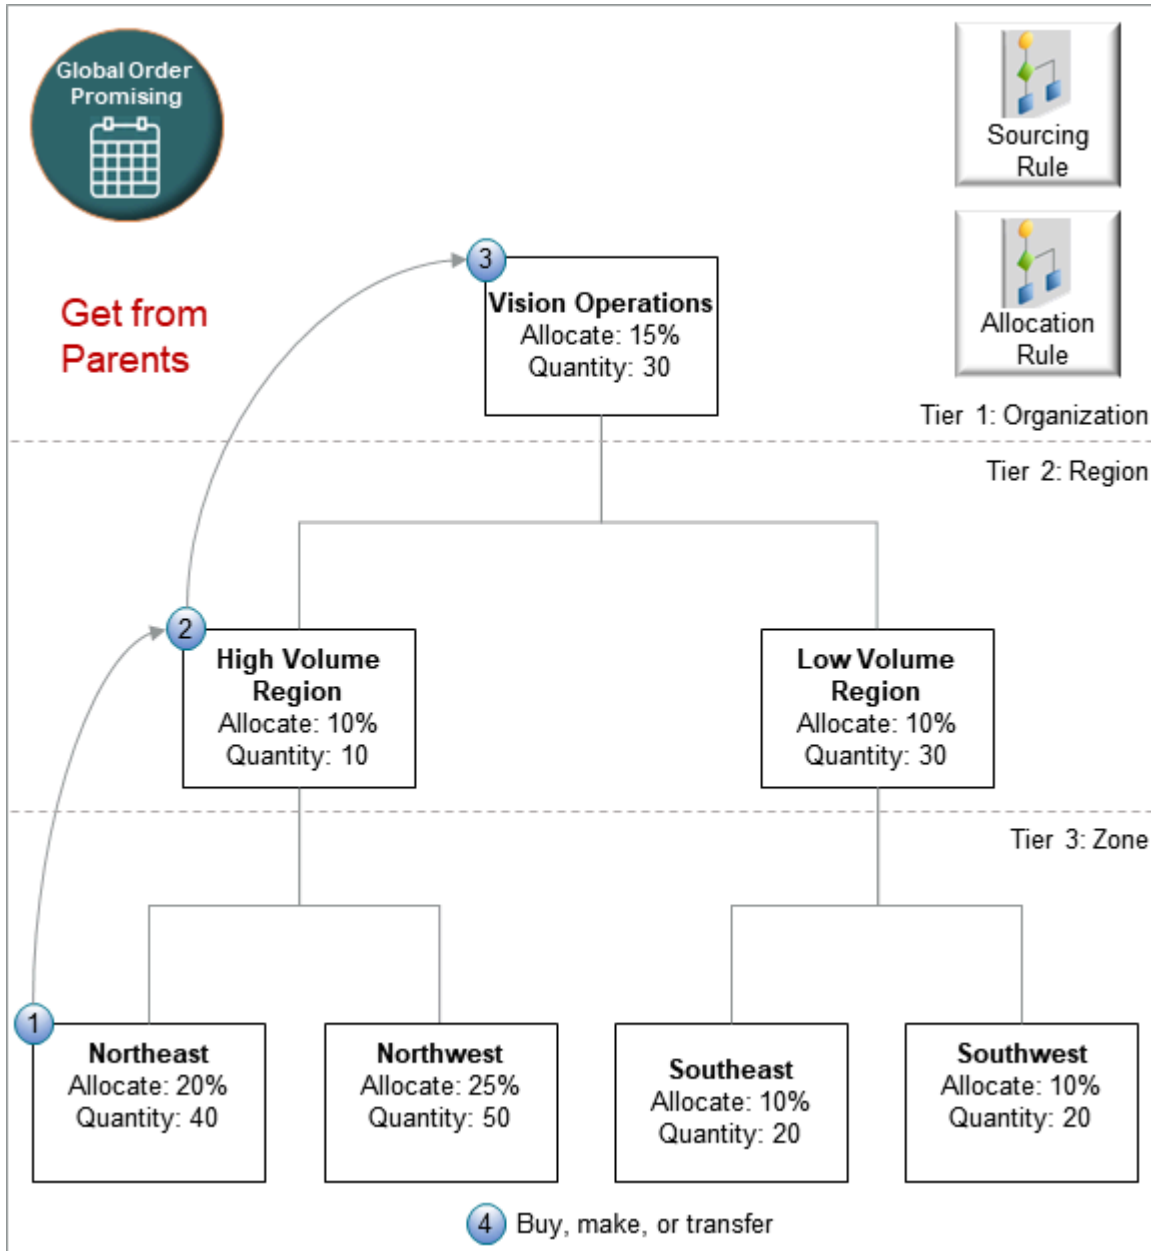 Global Order
Promising
Sourcing
Rule
Allocation
Rule
Get from
Parents
3
Vision Operations
Allocate: 15%
Quantity: 30
Tier 1: Organization
Tier 2: Region
2
High Volume
Region
Allocate: 10%
Quantity: 10
Low Volume
Region
Allocate: 10%
Quantity: 30
Tier 3: Zone
1
Northeast
Allocate: 20%
Quantity: 40
Northwest
Allocate: 25%
Quantity: 50
Southeast
Allocate: 10%
Quantity: 20
Southwest
Allocate: 10%
Quantity: 20
4 Buy, make, or transfer